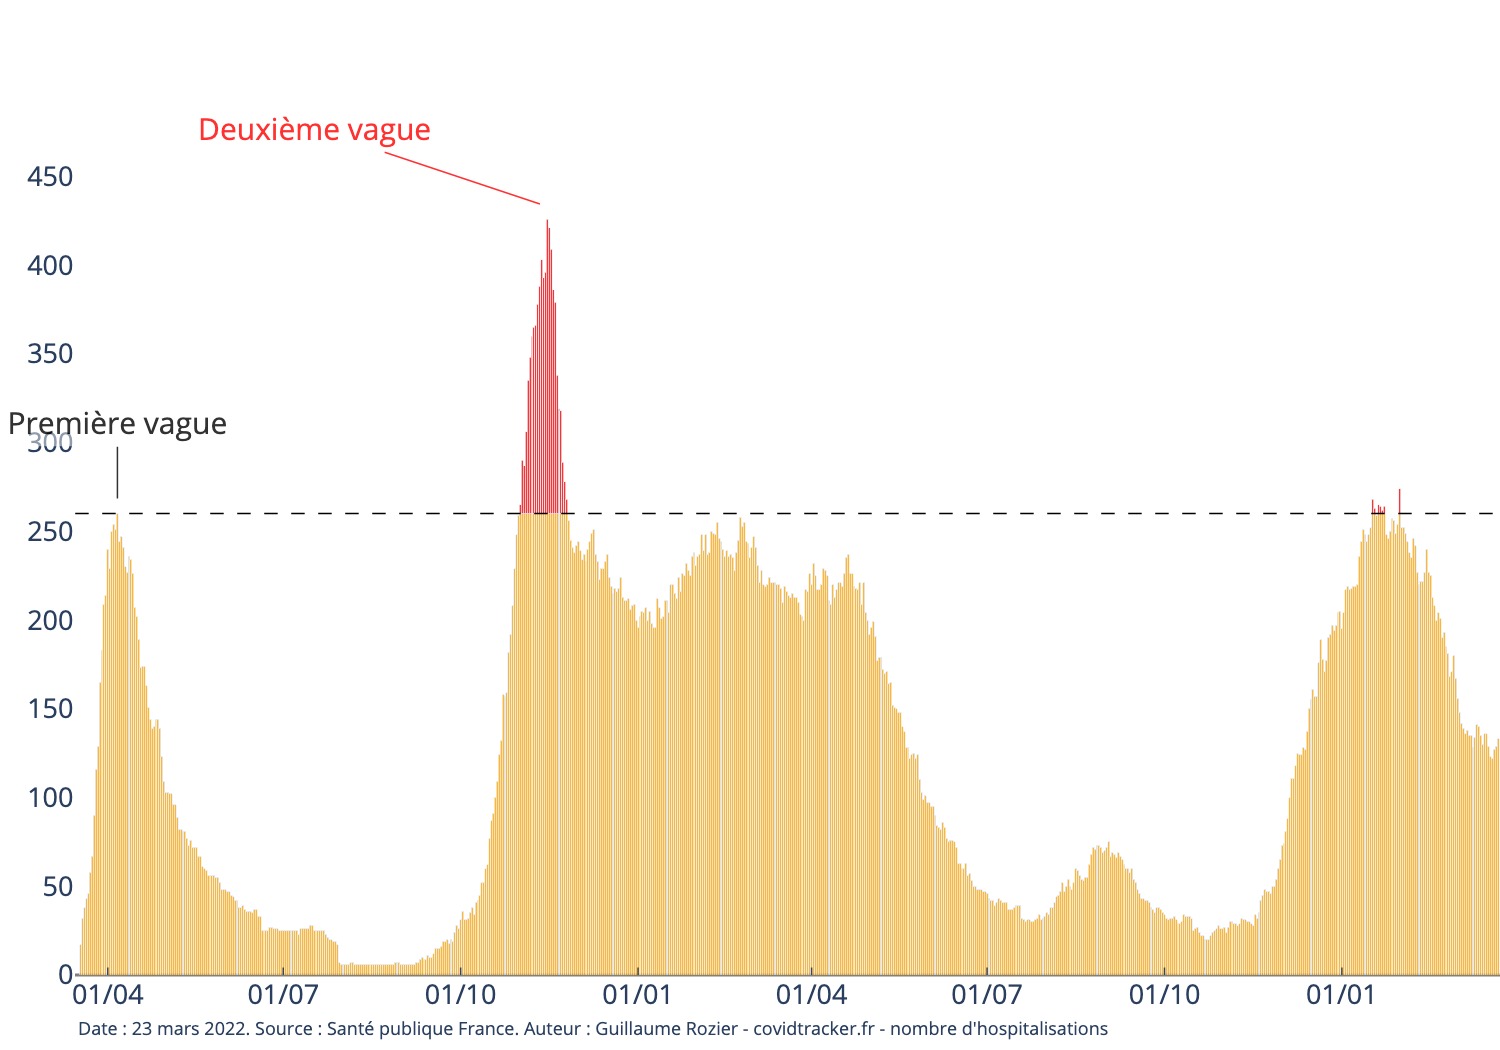 Deuxième vague
450
400
350
Première vague
300
250
200
150
100
50
0
01/04 01/07 01/10 01/01 01/04 01/07 01/10 01/01
Date : 23 mars 2022. Source : Santé publique France. Auteur : Guillaume Rozier - covidtracker.fr - nombre d'hospitalisations